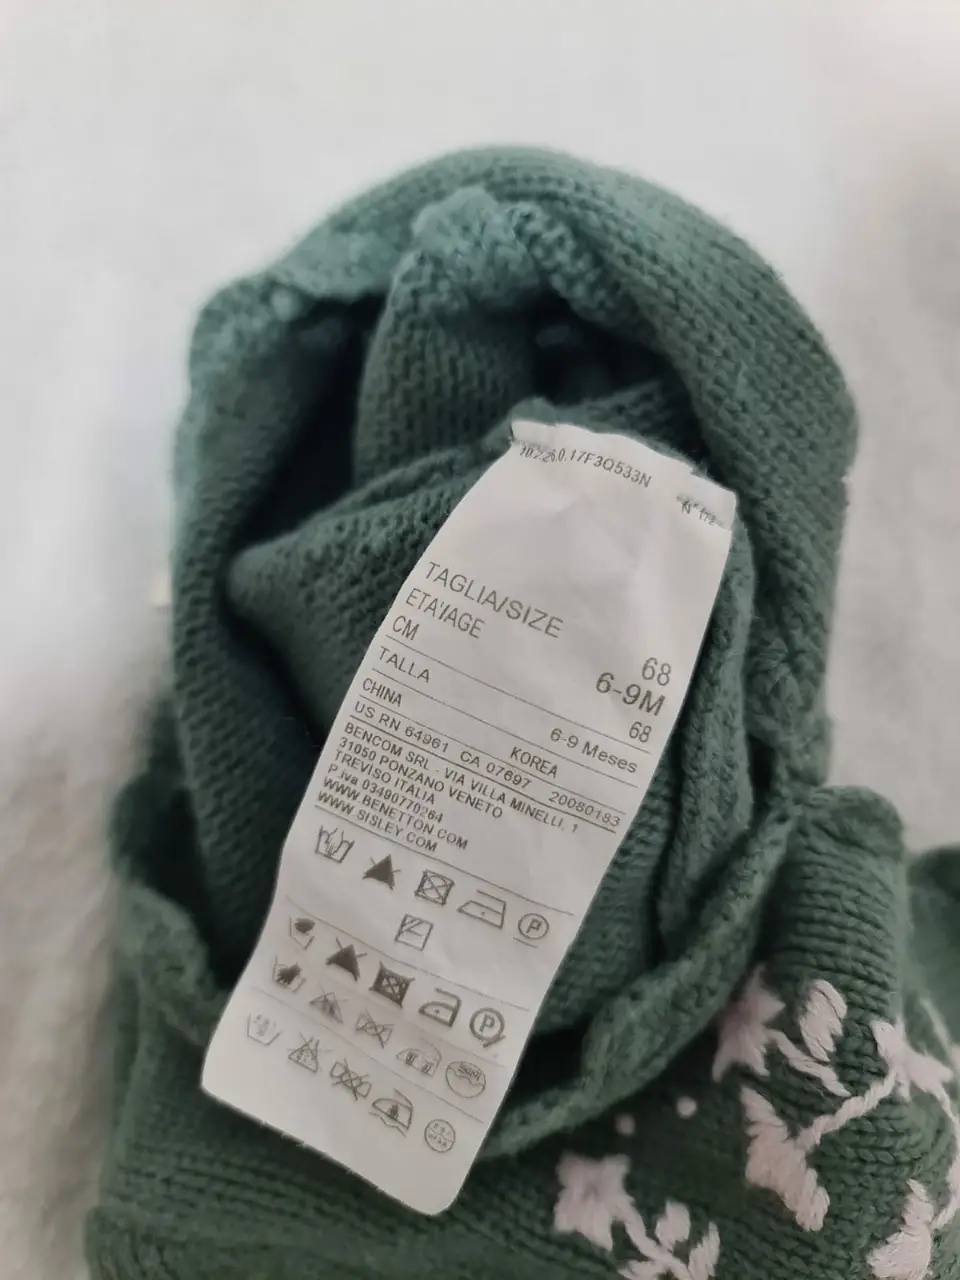 17F3Q533N
TAGLIA/SIZE 68
ETA'/AGE 6-9M
CM 68
TALLA 6-9 Meses
CHINA KOREA 20080183
US RN 64961 CA 07697
BENCOM SRL - VIA VILLA MINELLI, 1
31050 PONZANO VENETO
TREVISO ITALIA
P.iva 03490770264
WWW.BENETTON.COM
WWW.SISLEY.COM
P
P